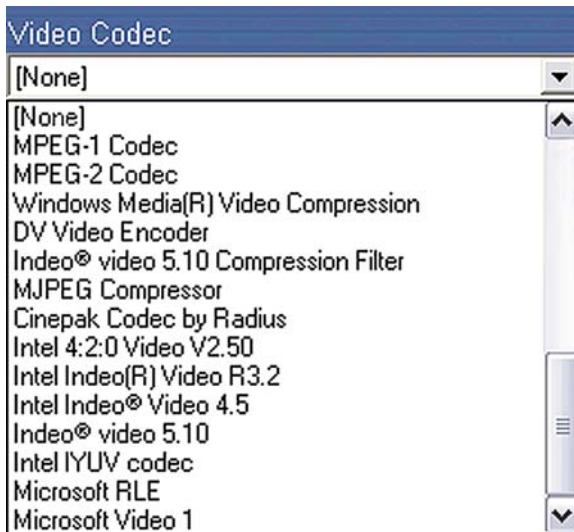 Video Codec
[None]
[None]
MPEG-1 Codec
MPEG-2 Codec
Windows Media(R) Video Compression
DV Video Encoder
Indeo® video 5.10 Compression Filter
MJPEG Compressor
Cinepak Codec by Radius
Intel 4:2:0 Video V2.50
Intel Indeo(R) Video R3.2
Intel Indeo® Video 4.5
Indeo® video 5.10
Intel IYUV codec
Microsoft RLE
Microsoft Video 1